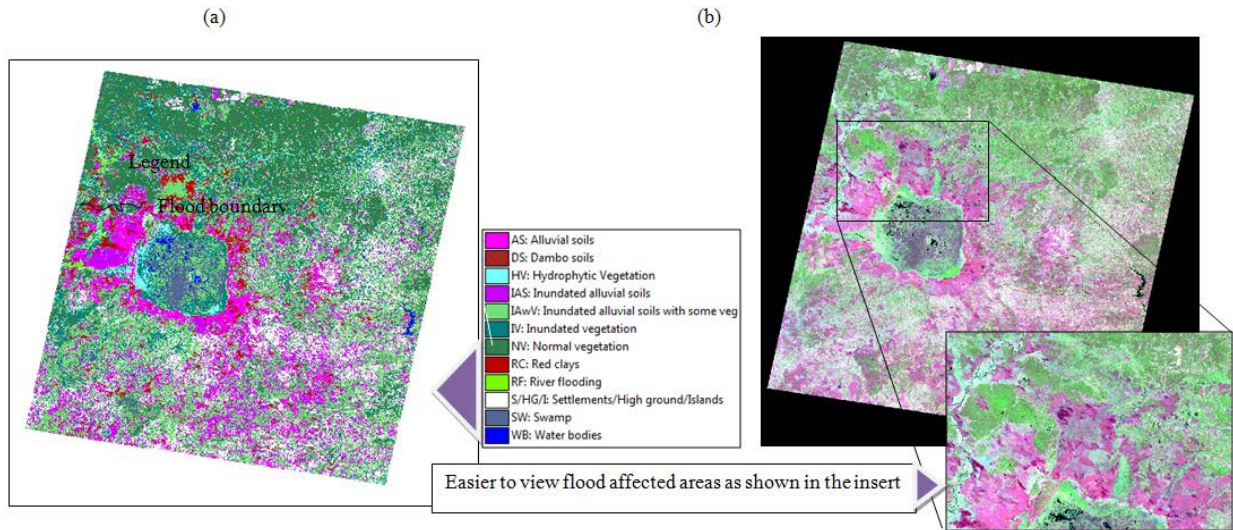 (a)
(b)
Legend
Flood boundary
AS: Alluvial soils
DS: Dambo soils
HV: Hydrophytic Vegetation
IAS: Inundated alluvial soils
IAwV: Inundated alluvial soils with some veg
IV: Inundated vegetation
NV: Normal vegetation
RC: Red clays
RF: River flooding
S/HG/I: Settlements/High ground/Islands
SW: Swamp
WB: Water bodies
Easier to view flood affected areas as shown in the insert